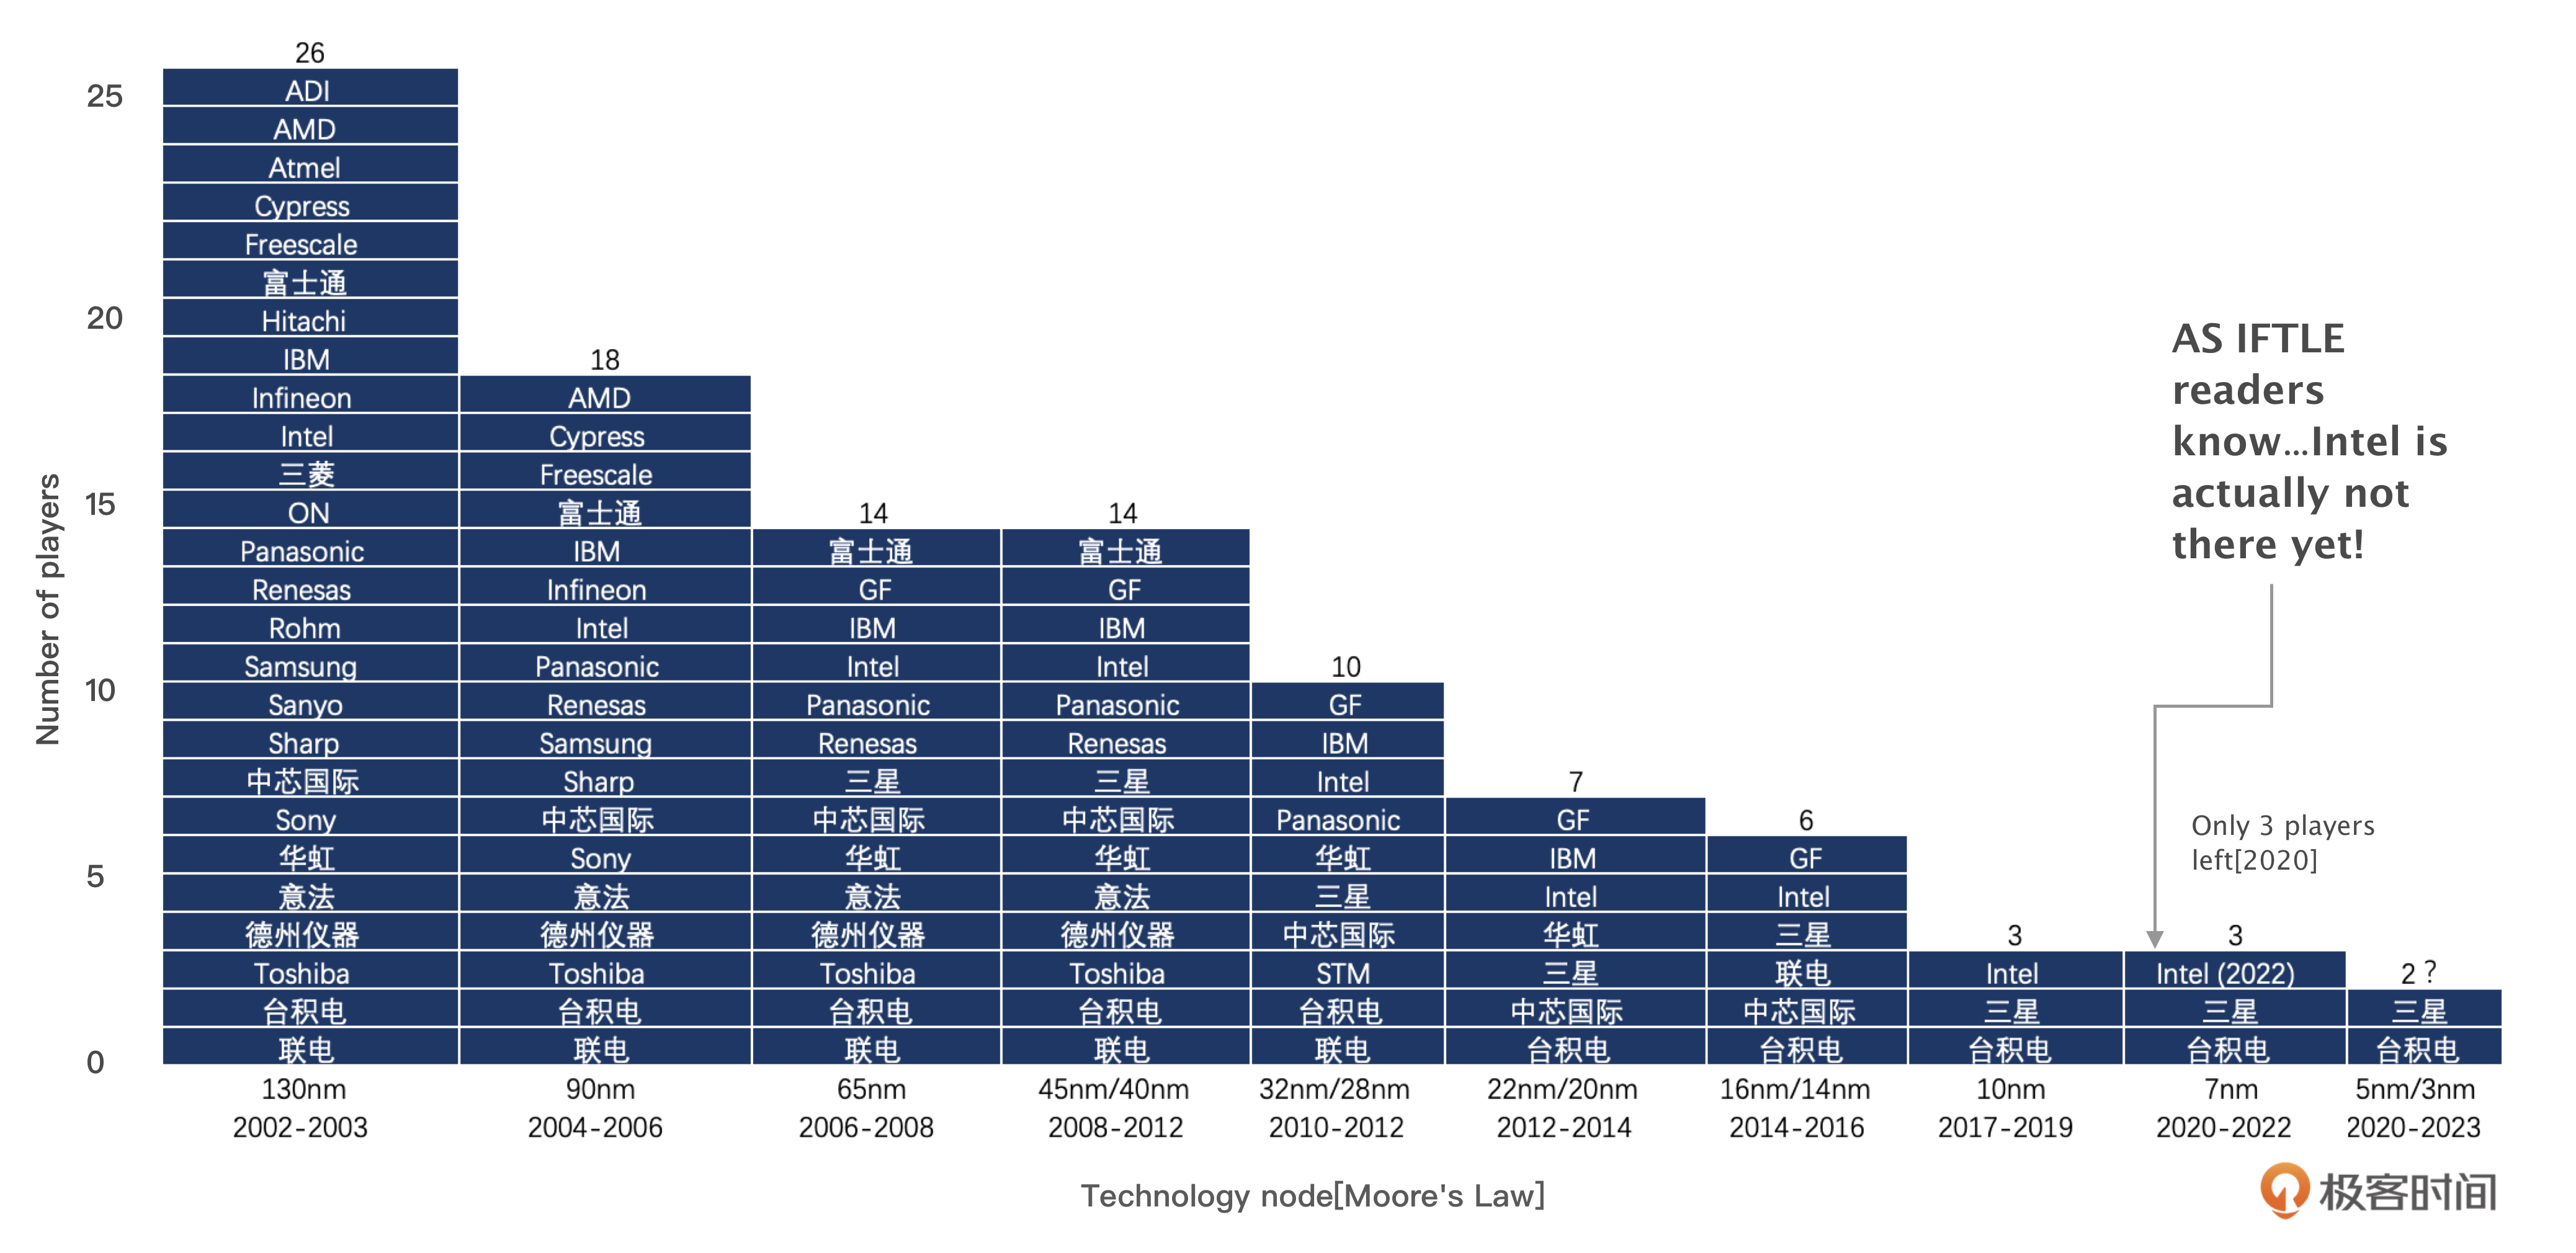 26
25
ADI
AMD
Atmel
Cypress
Freescale
富士通
20
Hitachi
IBM
Infineon
Intel
三菱
15
ON
Panasonic
Renesas
Rohm
Samsung
10
Sanyo
Sharp
中芯国际
Sony
5
华虹
意法
德州仪器
Toshiba
台积电
0
联电
130nm
2002-2003
18
AMD
Cypress
Freescale
富士通
IBM
Infineon
Intel
Panasonic
Renesas
Samsung
Sharp
中芯国际
Sony
意法
德州仪器
Toshiba
台积电
联电
90nm
2004-2006
14
富士通
GF
IBM
Intel
Panasonic
Renesas
三星
中芯国际
华虹
意法
德州仪器
Toshiba
台积电
联电
65nm
2006-2008
14
富士通
GF
IBM
Intel
Panasonic
Renesas
三星
中芯国际
华虹
意法
德州仪器
Toshiba
台积电
联电
45nm/40nm
2008-2012
10
GF
IBM
Intel
Panasonic
华虹
三星
中芯国际
STM
台积电
联电
32nm/28nm
2010-2012
7
GF
IBM
Intel
华虹
三星
中芯国际
台积电
22nm/20nm
2012-2014
6
GF
Intel
三星
联电
中芯国际
台积电
16nm/14nm
2014-2016
3
Intel
三星
台积电
10nm
2017-2019
3
Intel (2022)
三星
台积电
7nm
2020-2022
2？
三星
台积电
5nm/3nm
2020-2023
AS IFTLE
readers
know...Intel is
actually not
there yet!
Only 3 players
left[2020]
Number of players
Technology node[Moore's Law]
极客时间